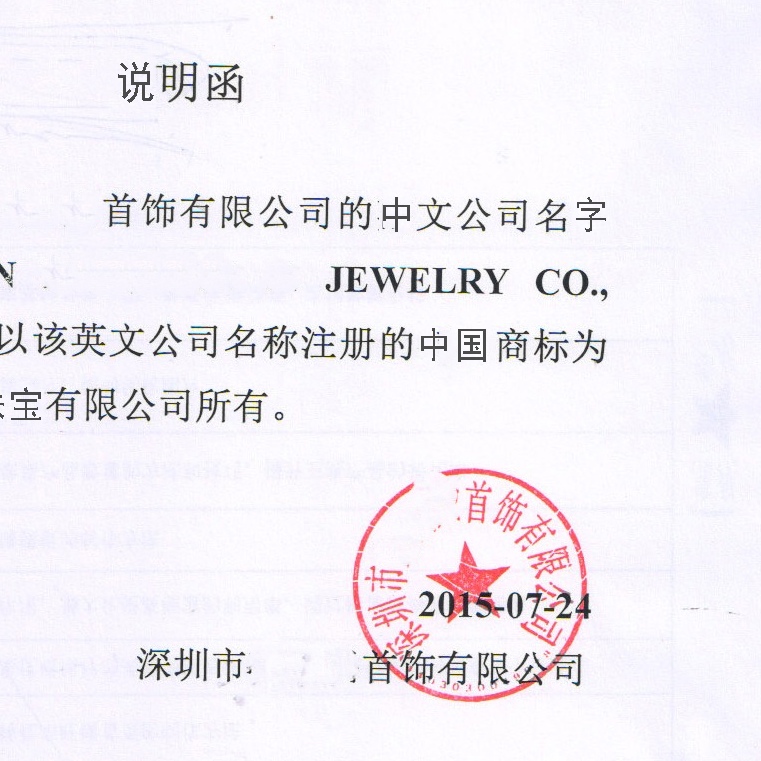 说明函
首饰有限公司的中文公司名字
N JEWELRY CO.,
以该英文公司名称注册的中国商标为
宝有限公司所有。
深圳市 首饰有限公司
2015-07-24
深圳市 首饰有限公司